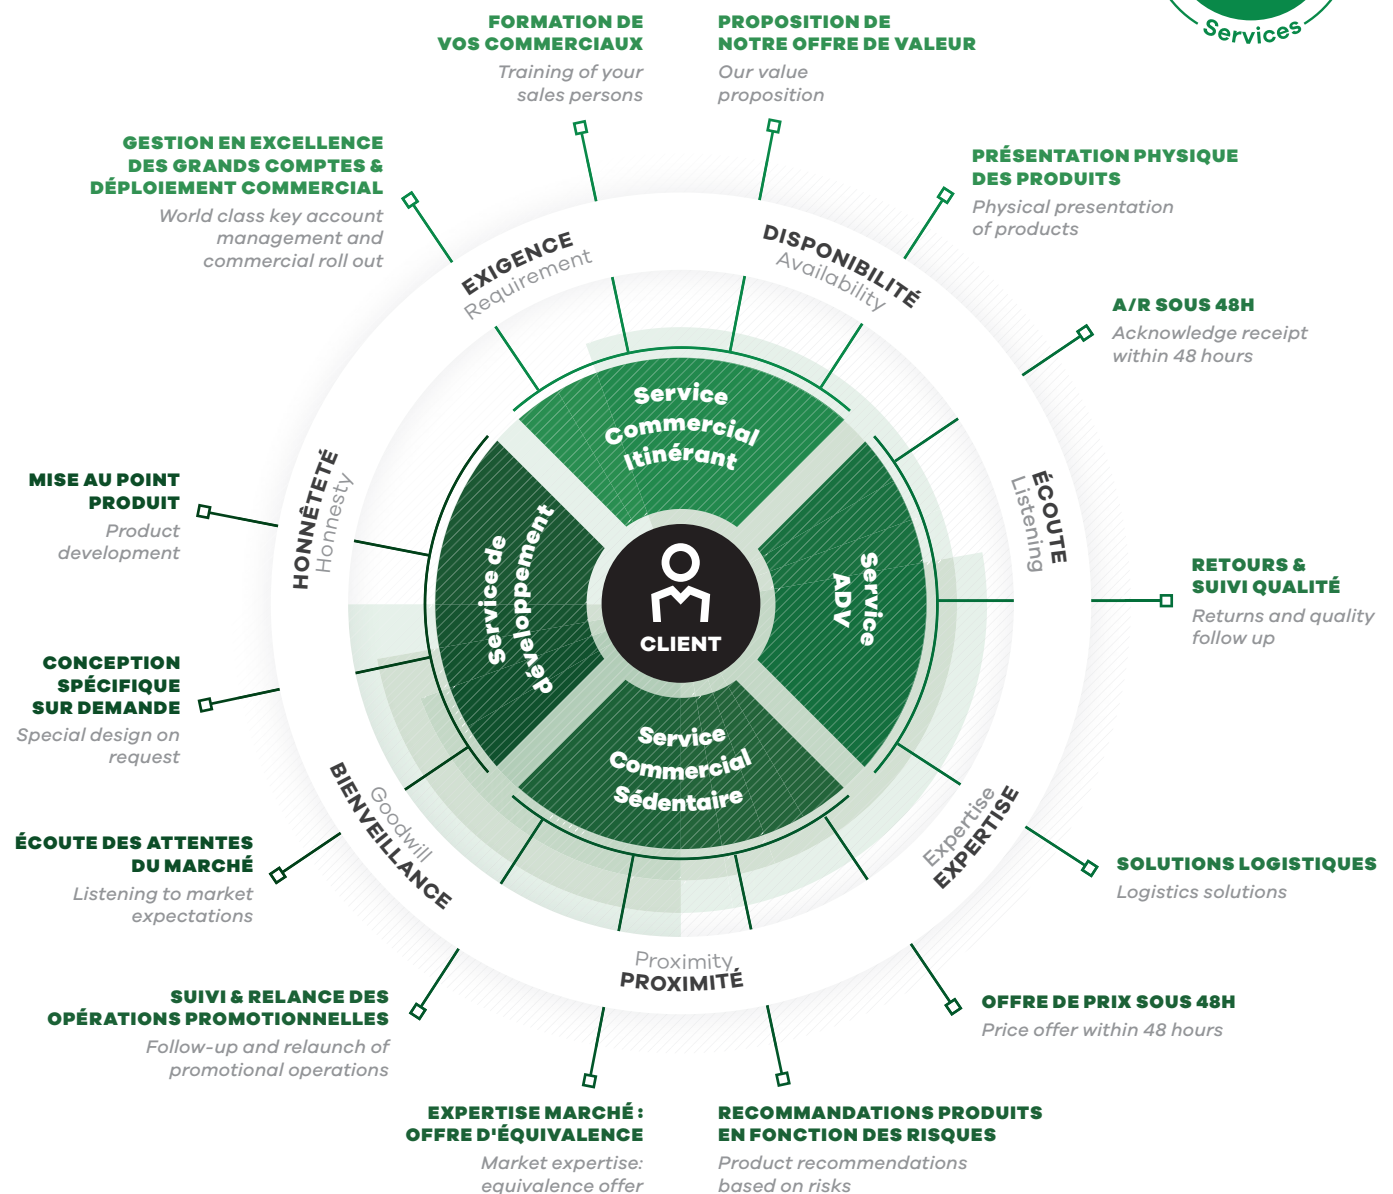 Services
FORMATION DE
VOS COMMERCIAUX
Training of your
sales persons
PROPOSITION DE
NOTRE OFFRE DE VALEUR
Our value
proposition
GESTION EN EXCELLENCE
DES GRANDS COMPTES &
DÉPLOIEMENT COMMERCIAL
World class key account
management and
commercial roll out
PRÉSENTATION PHYSIQUE
DES PRODUITS
Physical presentation
of products
A/R SOUS 48H
Acknowledge receipt
within 48 hours
RETOURS &
SUIVI QUALITÉ
Returns and quality
follow up
SOLUTIONS LOGISTIQUES
Logistics solutions
OFFRE DE PRIX SOUS 48H
Price offer within 48 hours
RECOMMANDATIONS PRODUITS
EN FONCTION DES RISQUES
Product recommendations
based on risks
EXPERTISE MARCHÉ :
OFFRE D'ÉQUIVALENCE
Market expertise:
equivalence offer
SUIVI & RELANCE DES
OPÉRATIONS PROMOTIONNELLES
Follow-up and relaunch of
promotional operations
ÉCOUTE DES ATTENTES
DU MARCHÉ
Listening to market
expectations
CONCEPTION
SPÉCIFIQUE
SUR DEMANDE
Special design on
request
MISE AU POINT
PRODUIT
Product
development
EXIGENCE
Requirement
DISPONIBILITÉ
Availability
ÉCOUTE
Listening
Expertise
EXPERTISE
Proximity
PROXIMITÉ
Goodwill
BIENVEILLANCE
HONNÊTETÉ
Honnesty
Service
Commercial
Itinérant
Service
ADV
Service
Commercial
Sédentaire
Service de
développement
CLIENT